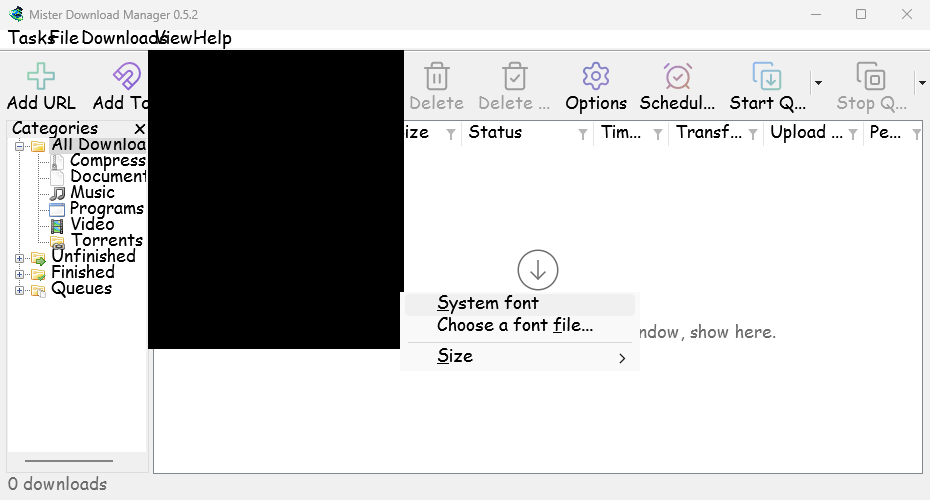 Mister Download Manager 0.5.2
Tasks File Downloads View Help
Add URL Add To Delete Delete ... Options Schedul... Start Q... Stop Q...
Categories
ize Status Tim... Transf... Upload ... Pe...
All Downloa
Compress
Document
Music
Programs
Video
Torrents
Unfinished
Finished
Queues
System font
Choose a font file...
ndow, show here.
Size
0 downloads